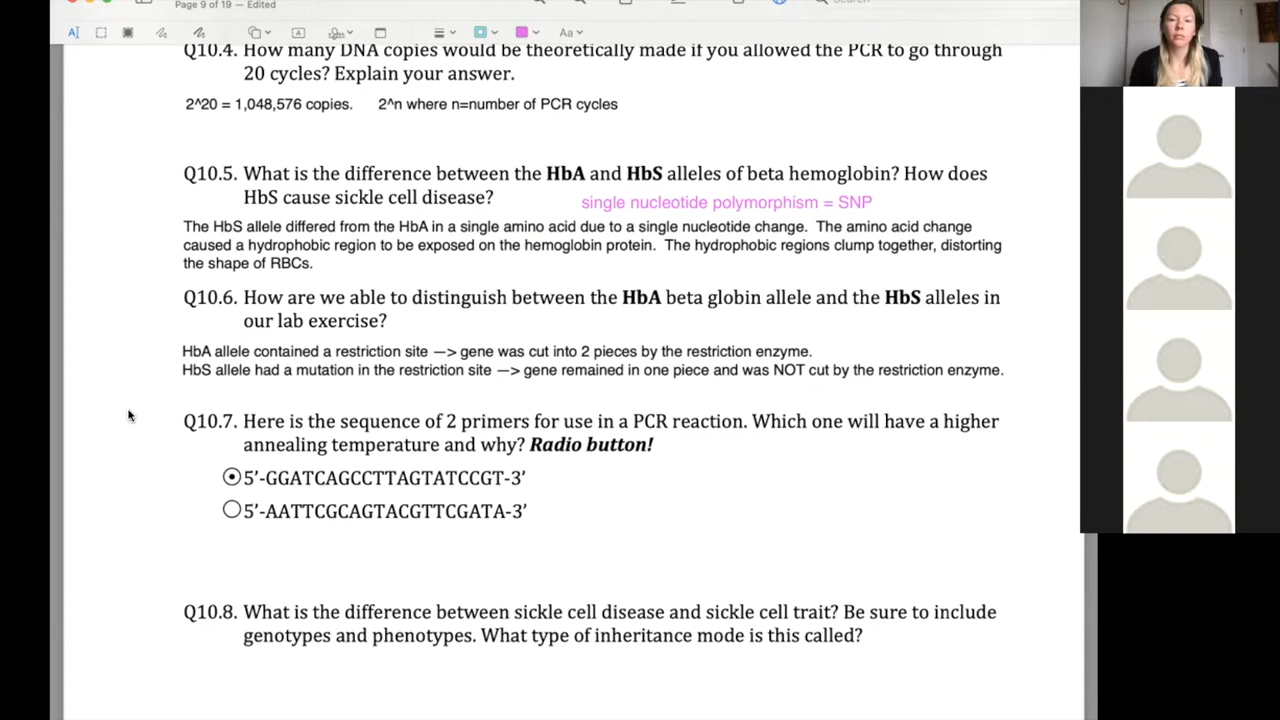 Page 9 of 19 — Edited
Search
Aa
Q10.4. How many DNA copies would be theoretically made if you allowed the PCR to go through
20 cycles? Explain your answer.
2^20 = 1,048,576 copies. 2^n where n=number of PCR cycles
Q10.5. What is the difference between the HbA and HbS alleles of beta hemoglobin? How does
HbS cause sickle cell disease?
single nucleotide polymorphism = SNP
The HbS allele differed from the HbA in a single amino acid due to a single nucleotide change. The amino acid change
caused a hydrophobic region to be exposed on the hemoglobin protein. The hydrophobic regions clump together, distorting
the shape of RBCs.
Q10.6. How are we able to distinguish between the HbA beta globin allele and the HbS alleles in
our lab exercise?
HbA allele contained a restriction site —> gene was cut into 2 pieces by the restriction enzyme.
HbS allele had a mutation in the restriction site —> gene remained in one piece and was NOT cut by the restriction enzyme.
Q10.7. Here is the sequence of 2 primers for use in a PCR reaction. Which one will have a higher
annealing temperature and why? Radio button!
5’-GGATCAGCCTTAGTATCCGT-3’
5’-AATTCGCAGTACGTTCGATA-3’
Q10.8. What is the difference between sickle cell disease and sickle cell trait? Be sure to include
genotypes and phenotypes. What type of inheritance mode is this called?